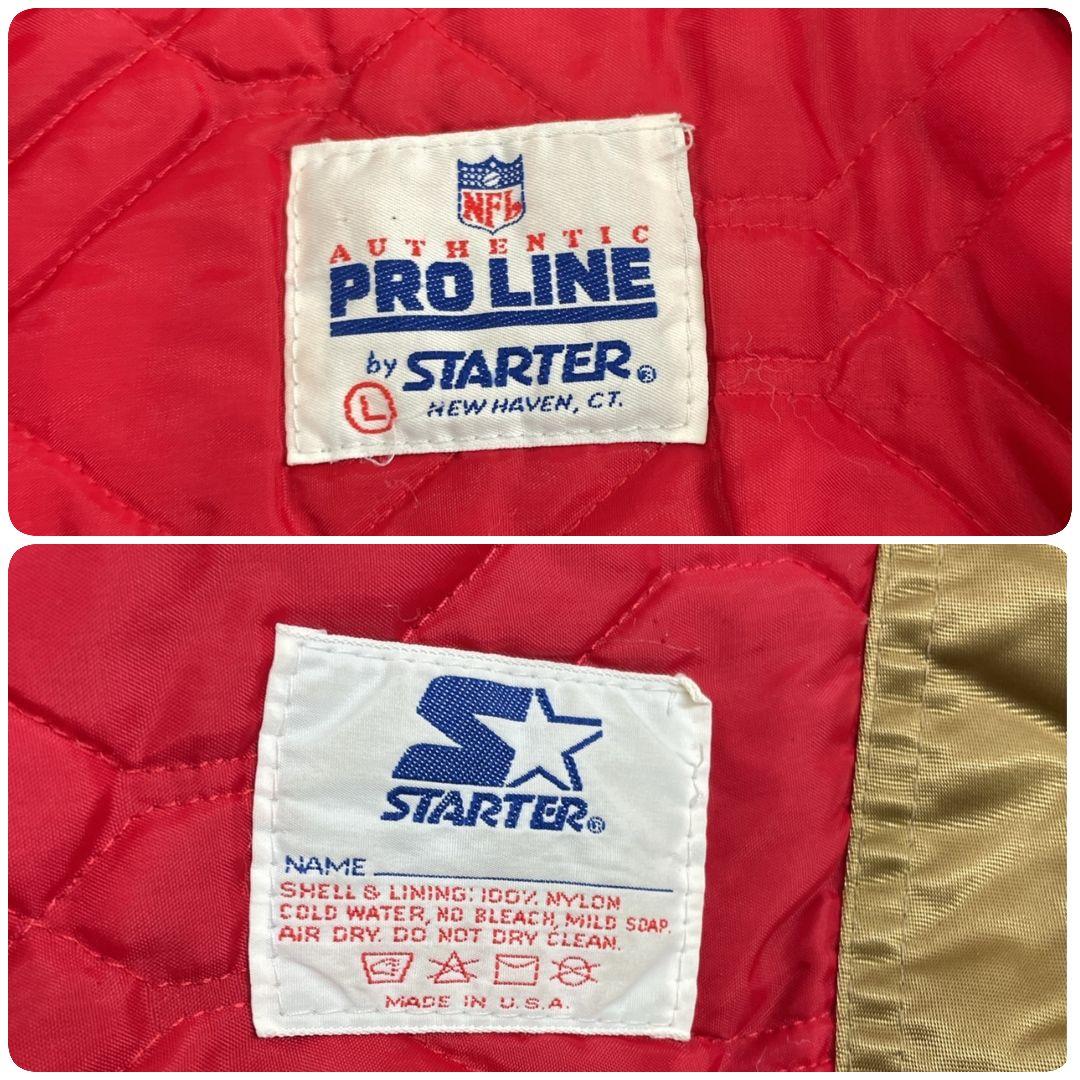 NFL
AUTHENTIC
PRO LINE
by STARTER®
L
NEW HAVEN, CT.
STARTER®
NAME
SHELL & LINING: 100% NYLON
COLD WATER, NO BLEACH, MILD SOAP.
AIR DRY. DO NOT DRY CLEAN.
MADE IN U.S.A.